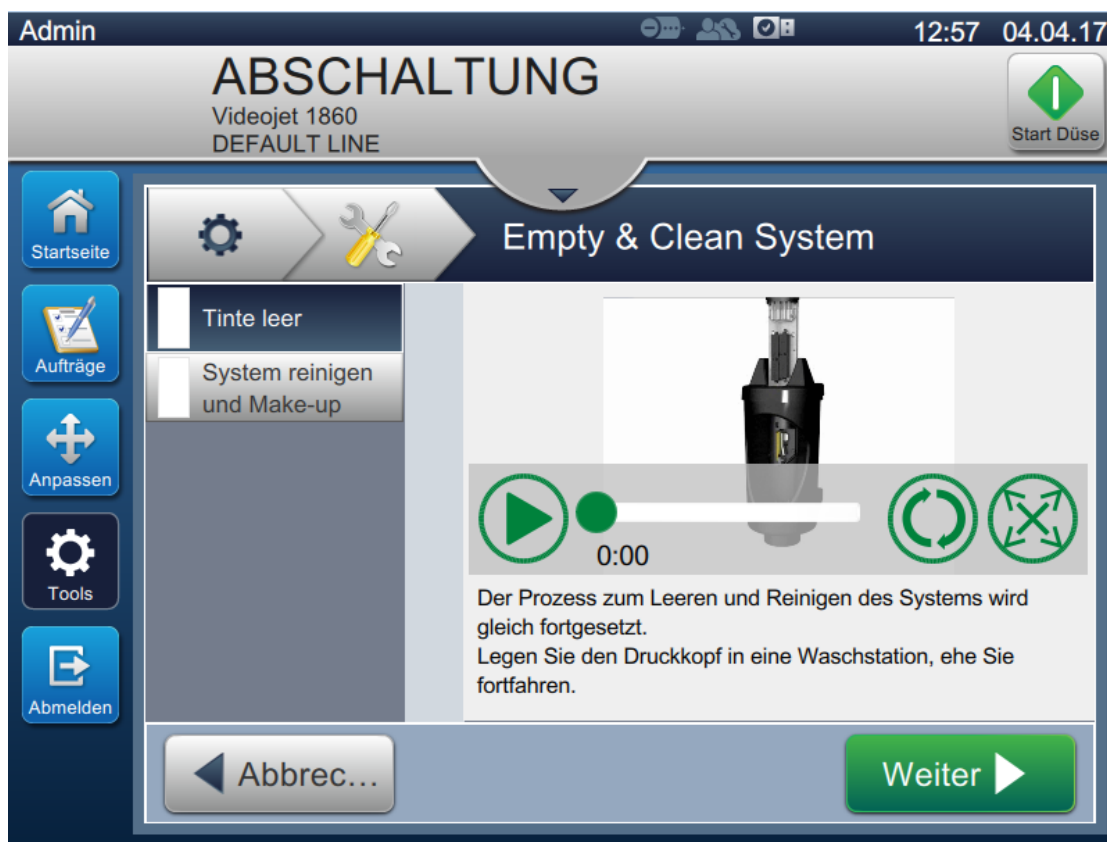 Admin
12:57 04.04.17
ABSCHALTUNG
Videojet 1860
DEFAULT LINE
Start Düse
Startseite
Aufträge
Anpassen
Tools
Abmelden
Empty & Clean System
Tinte leer
System reinigen
und Make-up
0:00
Der Prozess zum Leeren und Reinigen des Systems wird
gleich fortgesetzt.
Legen Sie den Druckkopf in eine Waschstation, ehe Sie
fortfahren.
Abbrec...
Weiter